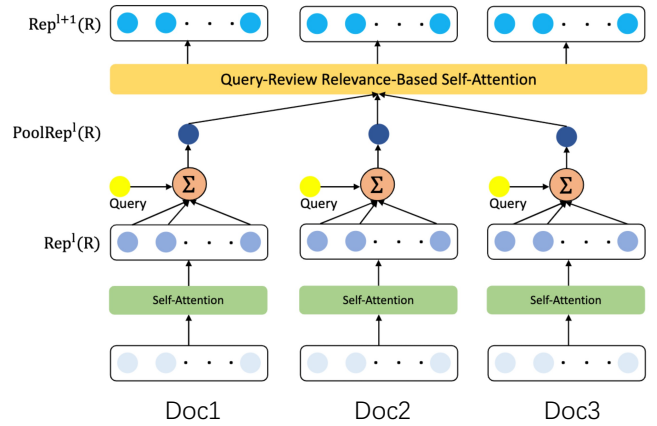 Rep^{l+1}(R)
Query-Review Relevance-Based Self-Attention
PoolRep^{l}(R)
Σ Σ Σ
Query Query Query
Rep^{l}(R)
Self-Attention Self-Attention Self-Attention
Doc1 Doc2 Doc3